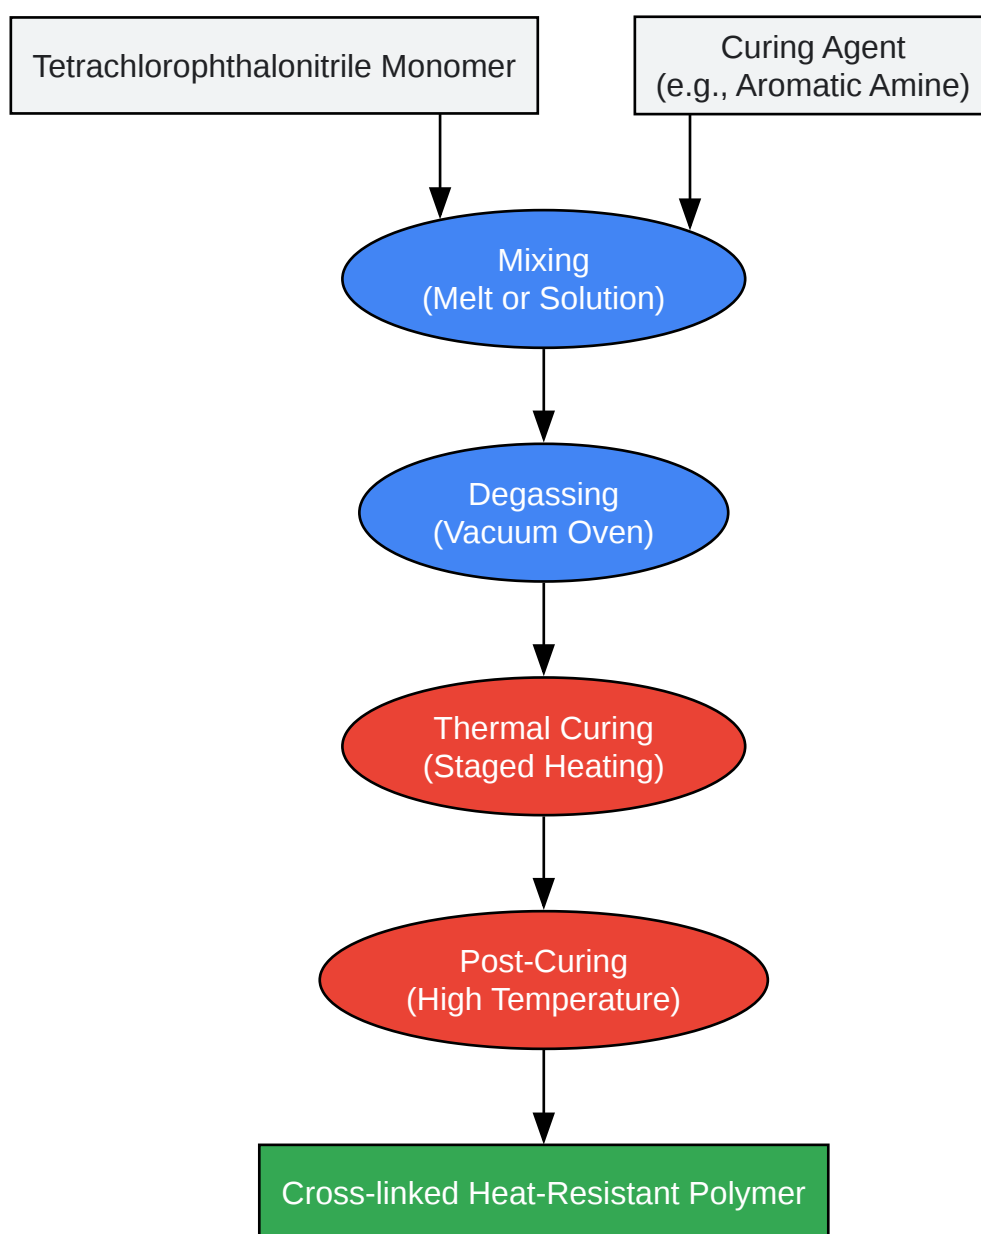 Tetrachlorophthalonitrile Monomer
Curing Agent
(e.g., Aromatic Amine)
Mixing
(Melt or Solution)
Degassing
(Vacuum Oven)
Thermal Curing
(Staged Heating)
Post-Curing
(High Temperature)
Cross-linked Heat-Resistant Polymer